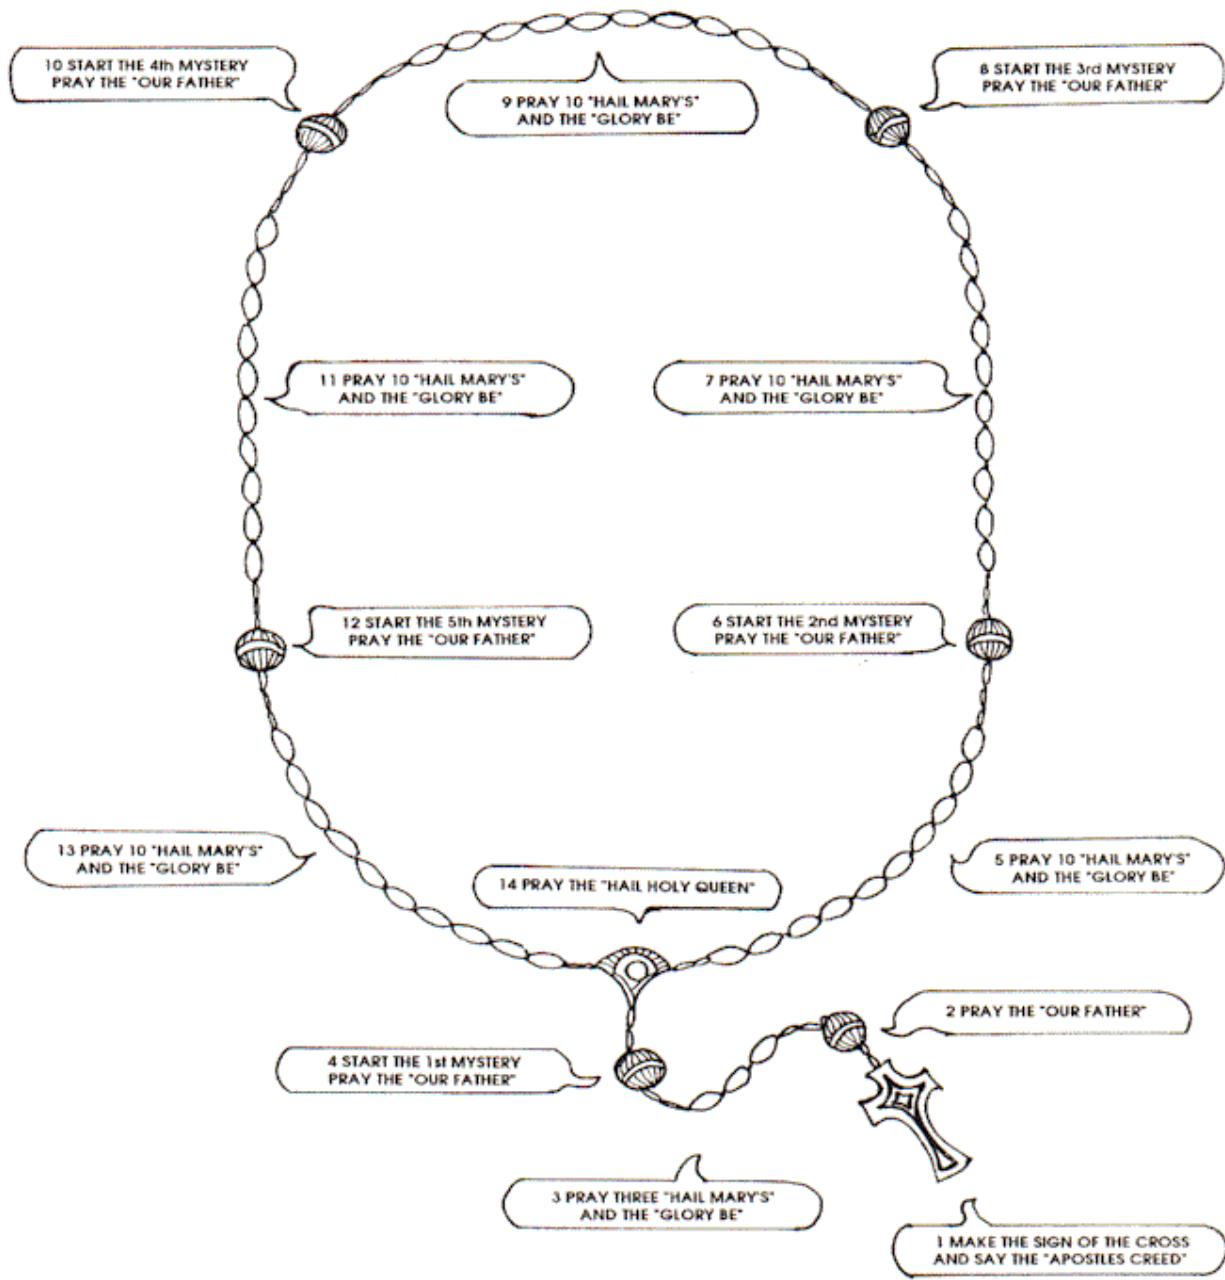 10 START THE 4th MYSTERY
PRAY THE "OUR FATHER"
8 START THE 3rd MYSTERY
PRAY THE "OUR FATHER"
9 PRAY 10 "HAIL MARY'S"
AND THE "GLORY BE"
11 PRAY 10 "HAIL MARY'S"
AND THE "GLORY BE"
7 PRAY 10 "HAIL MARY'S"
AND THE "GLORY BE"
12 START THE 5th MYSTERY
PRAY THE "OUR FATHER"
6 START THE 2nd MYSTERY
PRAY THE "OUR FATHER"
13 PRAY 10 "HAIL MARY'S"
AND THE "GLORY BE"
14 PRAY THE "HAIL HOLY QUEEN"
5 PRAY 10 "HAIL MARY'S"
AND THE "GLORY BE"
2 PRAY THE "OUR FATHER"
4 START THE 1st MYSTERY
PRAY THE "OUR FATHER"
3 PRAY THREE "HAIL MARY'S"
AND THE "GLORY BE"
1 MAKE THE SIGN OF THE CROSS
AND SAY THE "APOSTLES CREED"